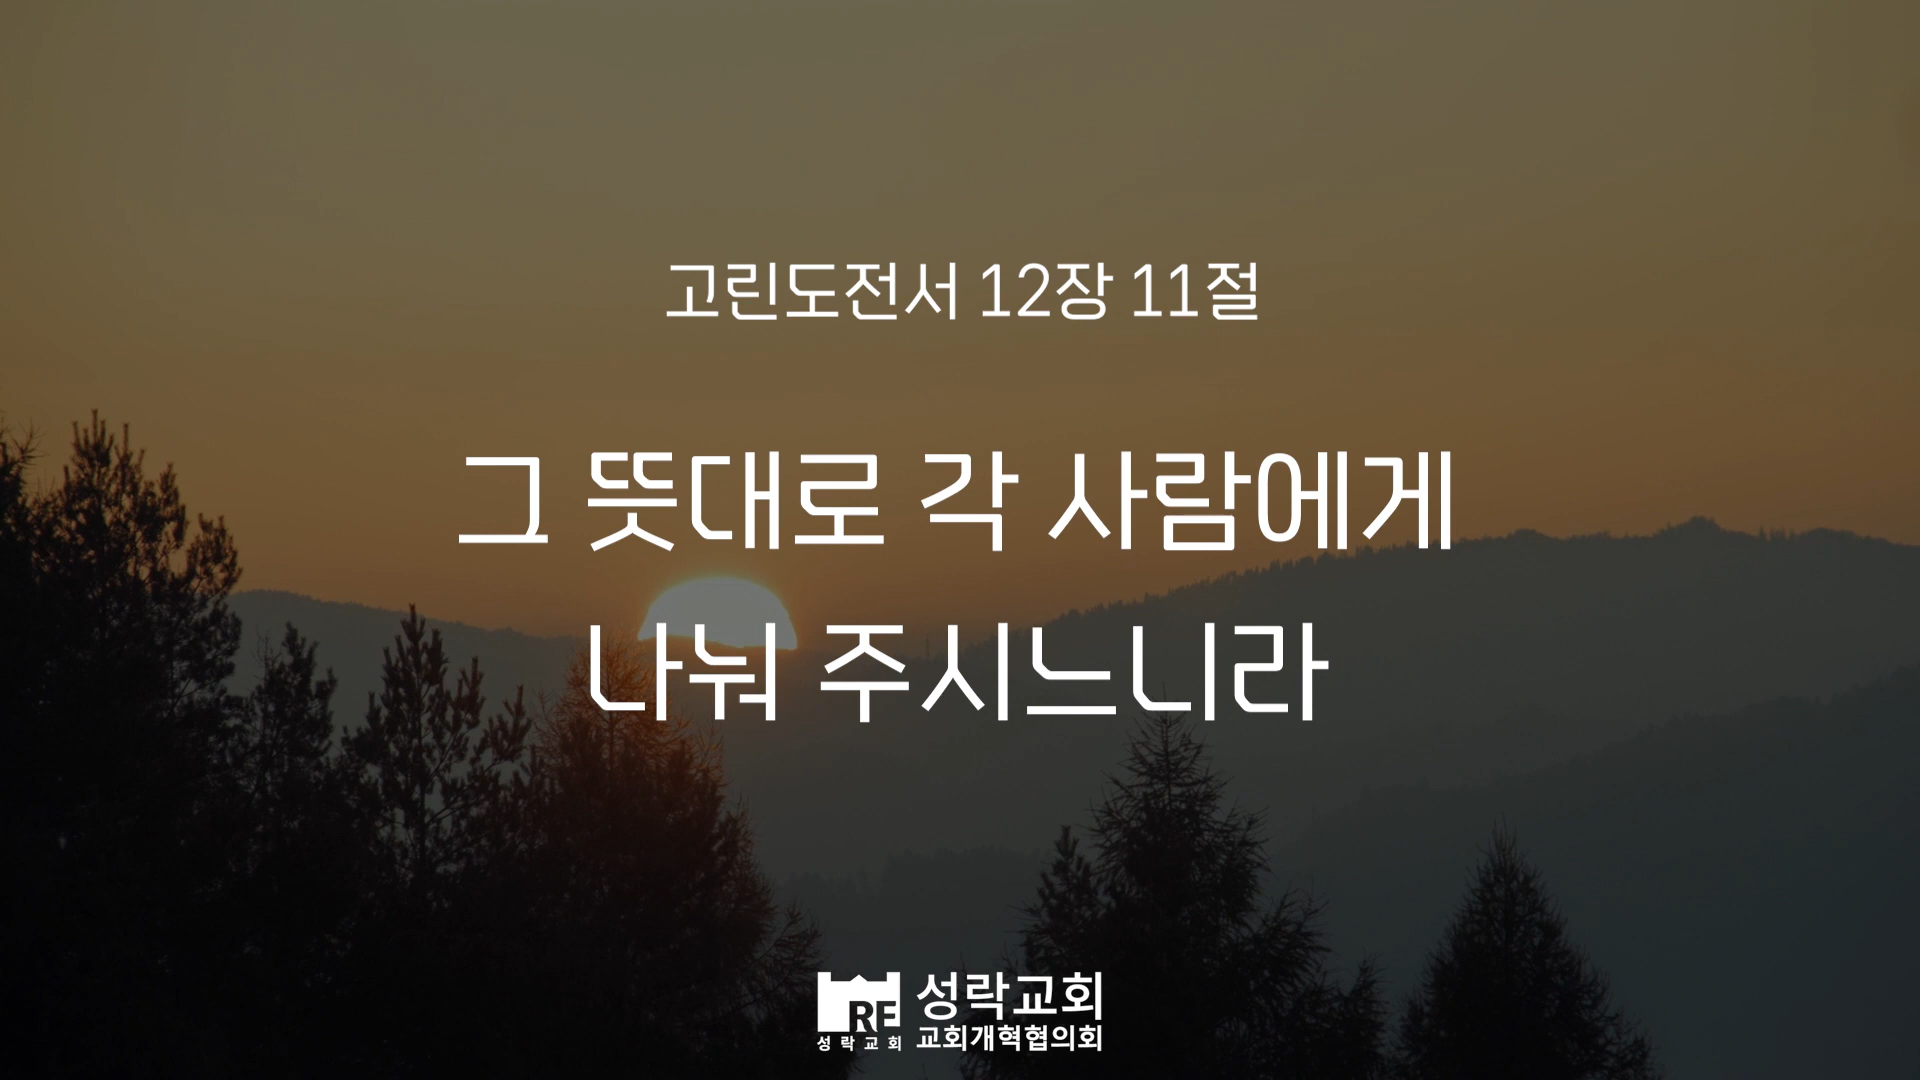 고린도전서 12장 11절
그 뜻대로 각 사람에게
나눠 주시느니라
RE
성락교회
성락교회
교회개혁협의회